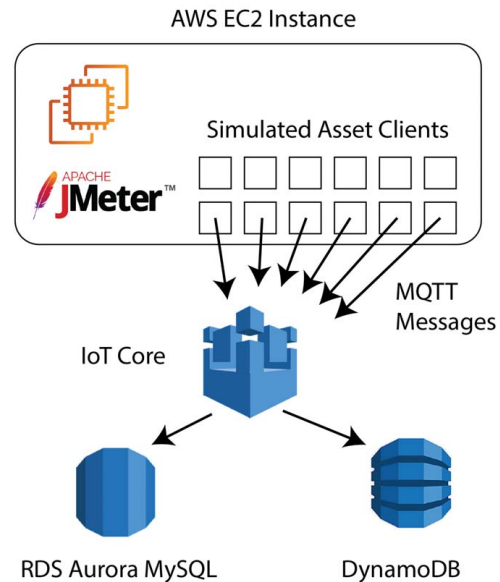 AWS EC2 Instance
Simulated Asset Clients
APACHE
JMeter™
MQTT
Messages
IoT Core
RDS Aurora MySQL
DynamoDB